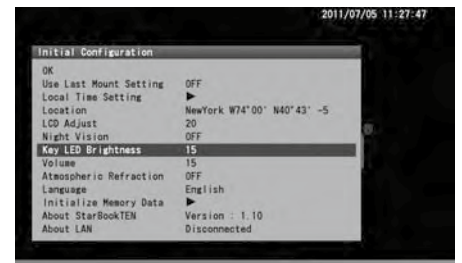 2011/07/05 11:27:47
Initial Configuration
OK
Use Last Mount Setting OFF
Local Time Setting ▶
Location NewYork W74°00' N40°43' -5
LCD Adjust 20
Night Vision OFF
Key LED Brightness 15
Volume 15
Atmospheric Refraction OFF
Language English
Initialize Memory Data ▶
About StarBookTEN Version : 1.10
About LAN Disconnected